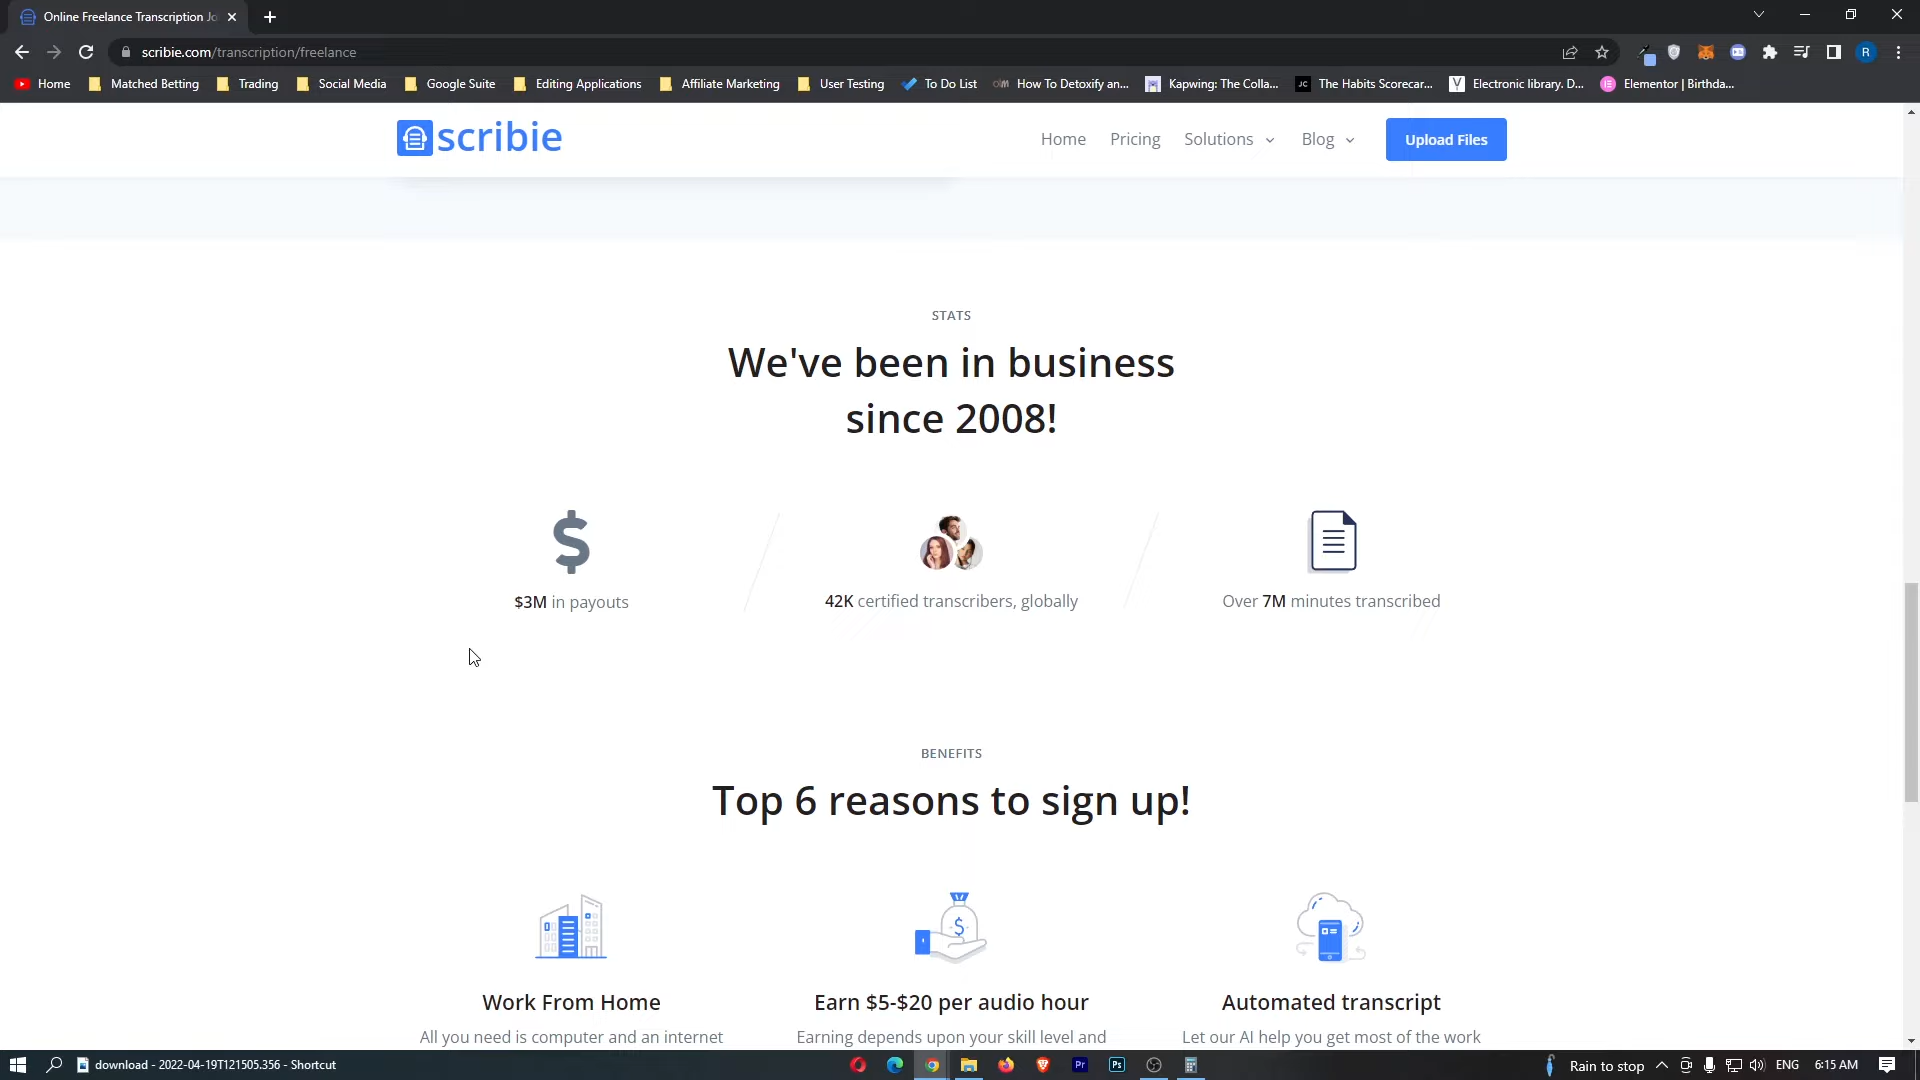 Online Freelance Transcription Jo
scribie.com/transcription/freelance
R
Home
Matched Betting
Trading
Social Media
Google Suite
Editing Applications
Affiliate Marketing
User Testing
To Do List
How To Detoxify an...
Kapwing: The Colla...
JC
The Habits Scorecar...
Electronic library. D...
Elementor | Birthda...
scribie
Home
Pricing
Solutions
Blog
Upload Files
STATS
We've been in business
since 2008!
$3M in payouts
42K certified transcribers, globally
Over 7M minutes transcribed
BENEFITS
Top 6 reasons to sign up!
Work From Home
Earn $5-$20 per audio hour
Automated transcript
All you need is computer and an internet
Earning depends upon your skill level and
Let our AI help you get most of the work
download - 2022-04-19T121505.356 - Shortcut
Pr
Ps
Rain to stop
ENG
6:15 AM